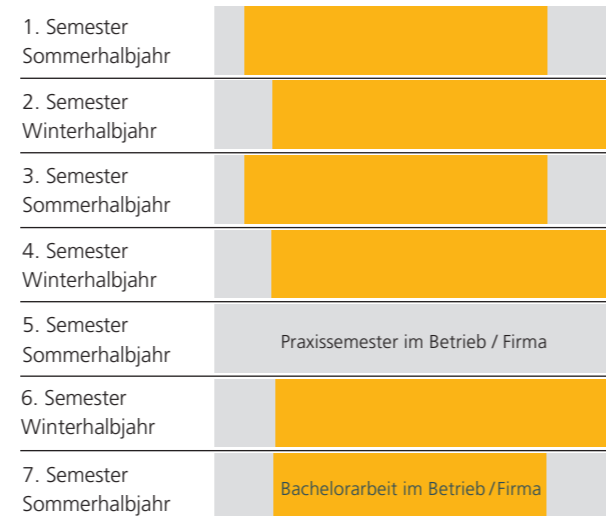 1. Semester
Sommerhalbjahr
2. Semester
Winterhalbjahr
3. Semester
Sommerhalbjahr
4. Semester
Winterhalbjahr
5. Semester
Sommerhalbjahr
Praxissemester im Betrieb / Firma
6. Semester
Winterhalbjahr
7. Semester
Sommerhalbjahr
Bachelorarbeit im Betrieb / Firma